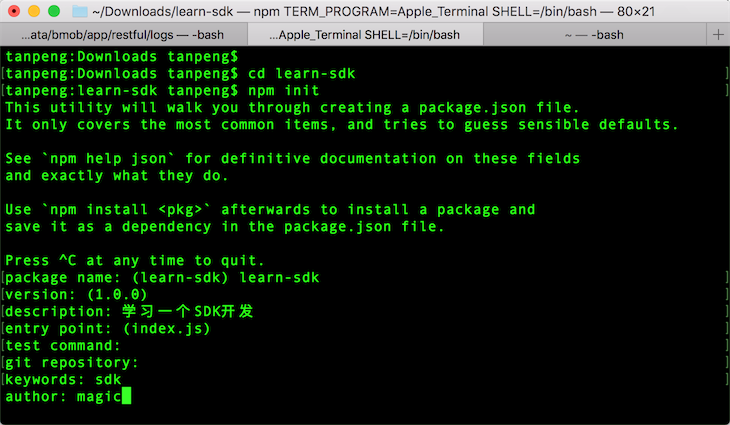 ~/Downloads/learn-sdk — npm TERM_PROGRAM=Apple_Terminal SHELL=/bin/bash — 80×21
...ata/bmob/app/restful/logs — -bash
...Apple_Terminal SHELL=/bin/bash
~ — -bash
tanpeng:Downloads tanpeng$
[tanpeng:Downloads tanpeng$ cd learn-sdk ]
[tanpeng:learn-sdk tanpeng$ npm init ]
This utility will walk you through creating a package.json file.
It only covers the most common items, and tries to guess sensible defaults.
See `npm help json` for definitive documentation on these fields
and exactly what they do.
Use `npm install <pkg>` afterwards to install a package and
save it as a dependency in the package.json file.
Press ^C at any time to quit.
[package name: (learn-sdk) learn-sdk ]
[version: (1.0.0) ]
[description: 学习一个SDK开发 ]
[entry point: (index.js) ]
[test command: ]
[git repository: ]
[keywords: sdk ]
author: magic